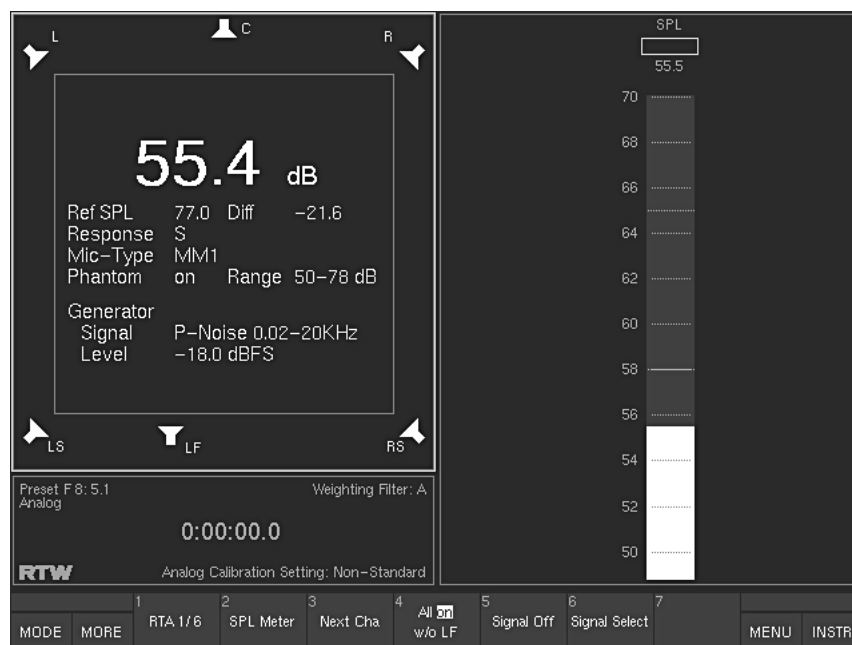 L
C
R
55.4 dB
Ref SPL 77.0 Diff -21.6
Response S
Mic-Type MM1
Phantom on Range 50-78 dB
Generator
Signal P-Noise 0.02-20KHz
Level -18.0 dBFS
LS
LF
RS
Preset F 8: 5.1 Weighting Filter: A
Analog
0:00:00.0
RTW Analog Calibration Setting: Non-Standard
SPL
55.5
70
68
66
64
62
60
58
56
54
52
50
MODE
MORE
1 RTA 1/6
2 SPL Meter
3 Next Cha
4 All on
w/o LF
5 Signal Off
6 Signal Select
7
MENU
INSTR